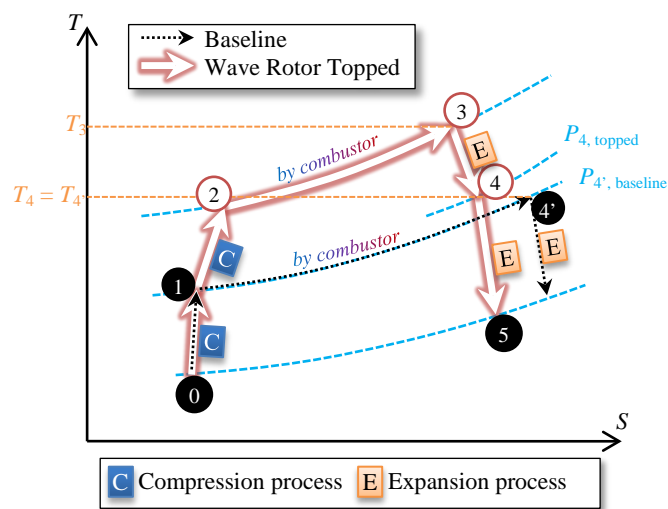 T
Baseline
Wave Rotor Topped
3
T3
E
P4, topped
by combustor
4
P4', baseline
2
T4 = T4'
4'
by combustor
C
E
E
1
C
5
0
S
C Compression process E Expansion process